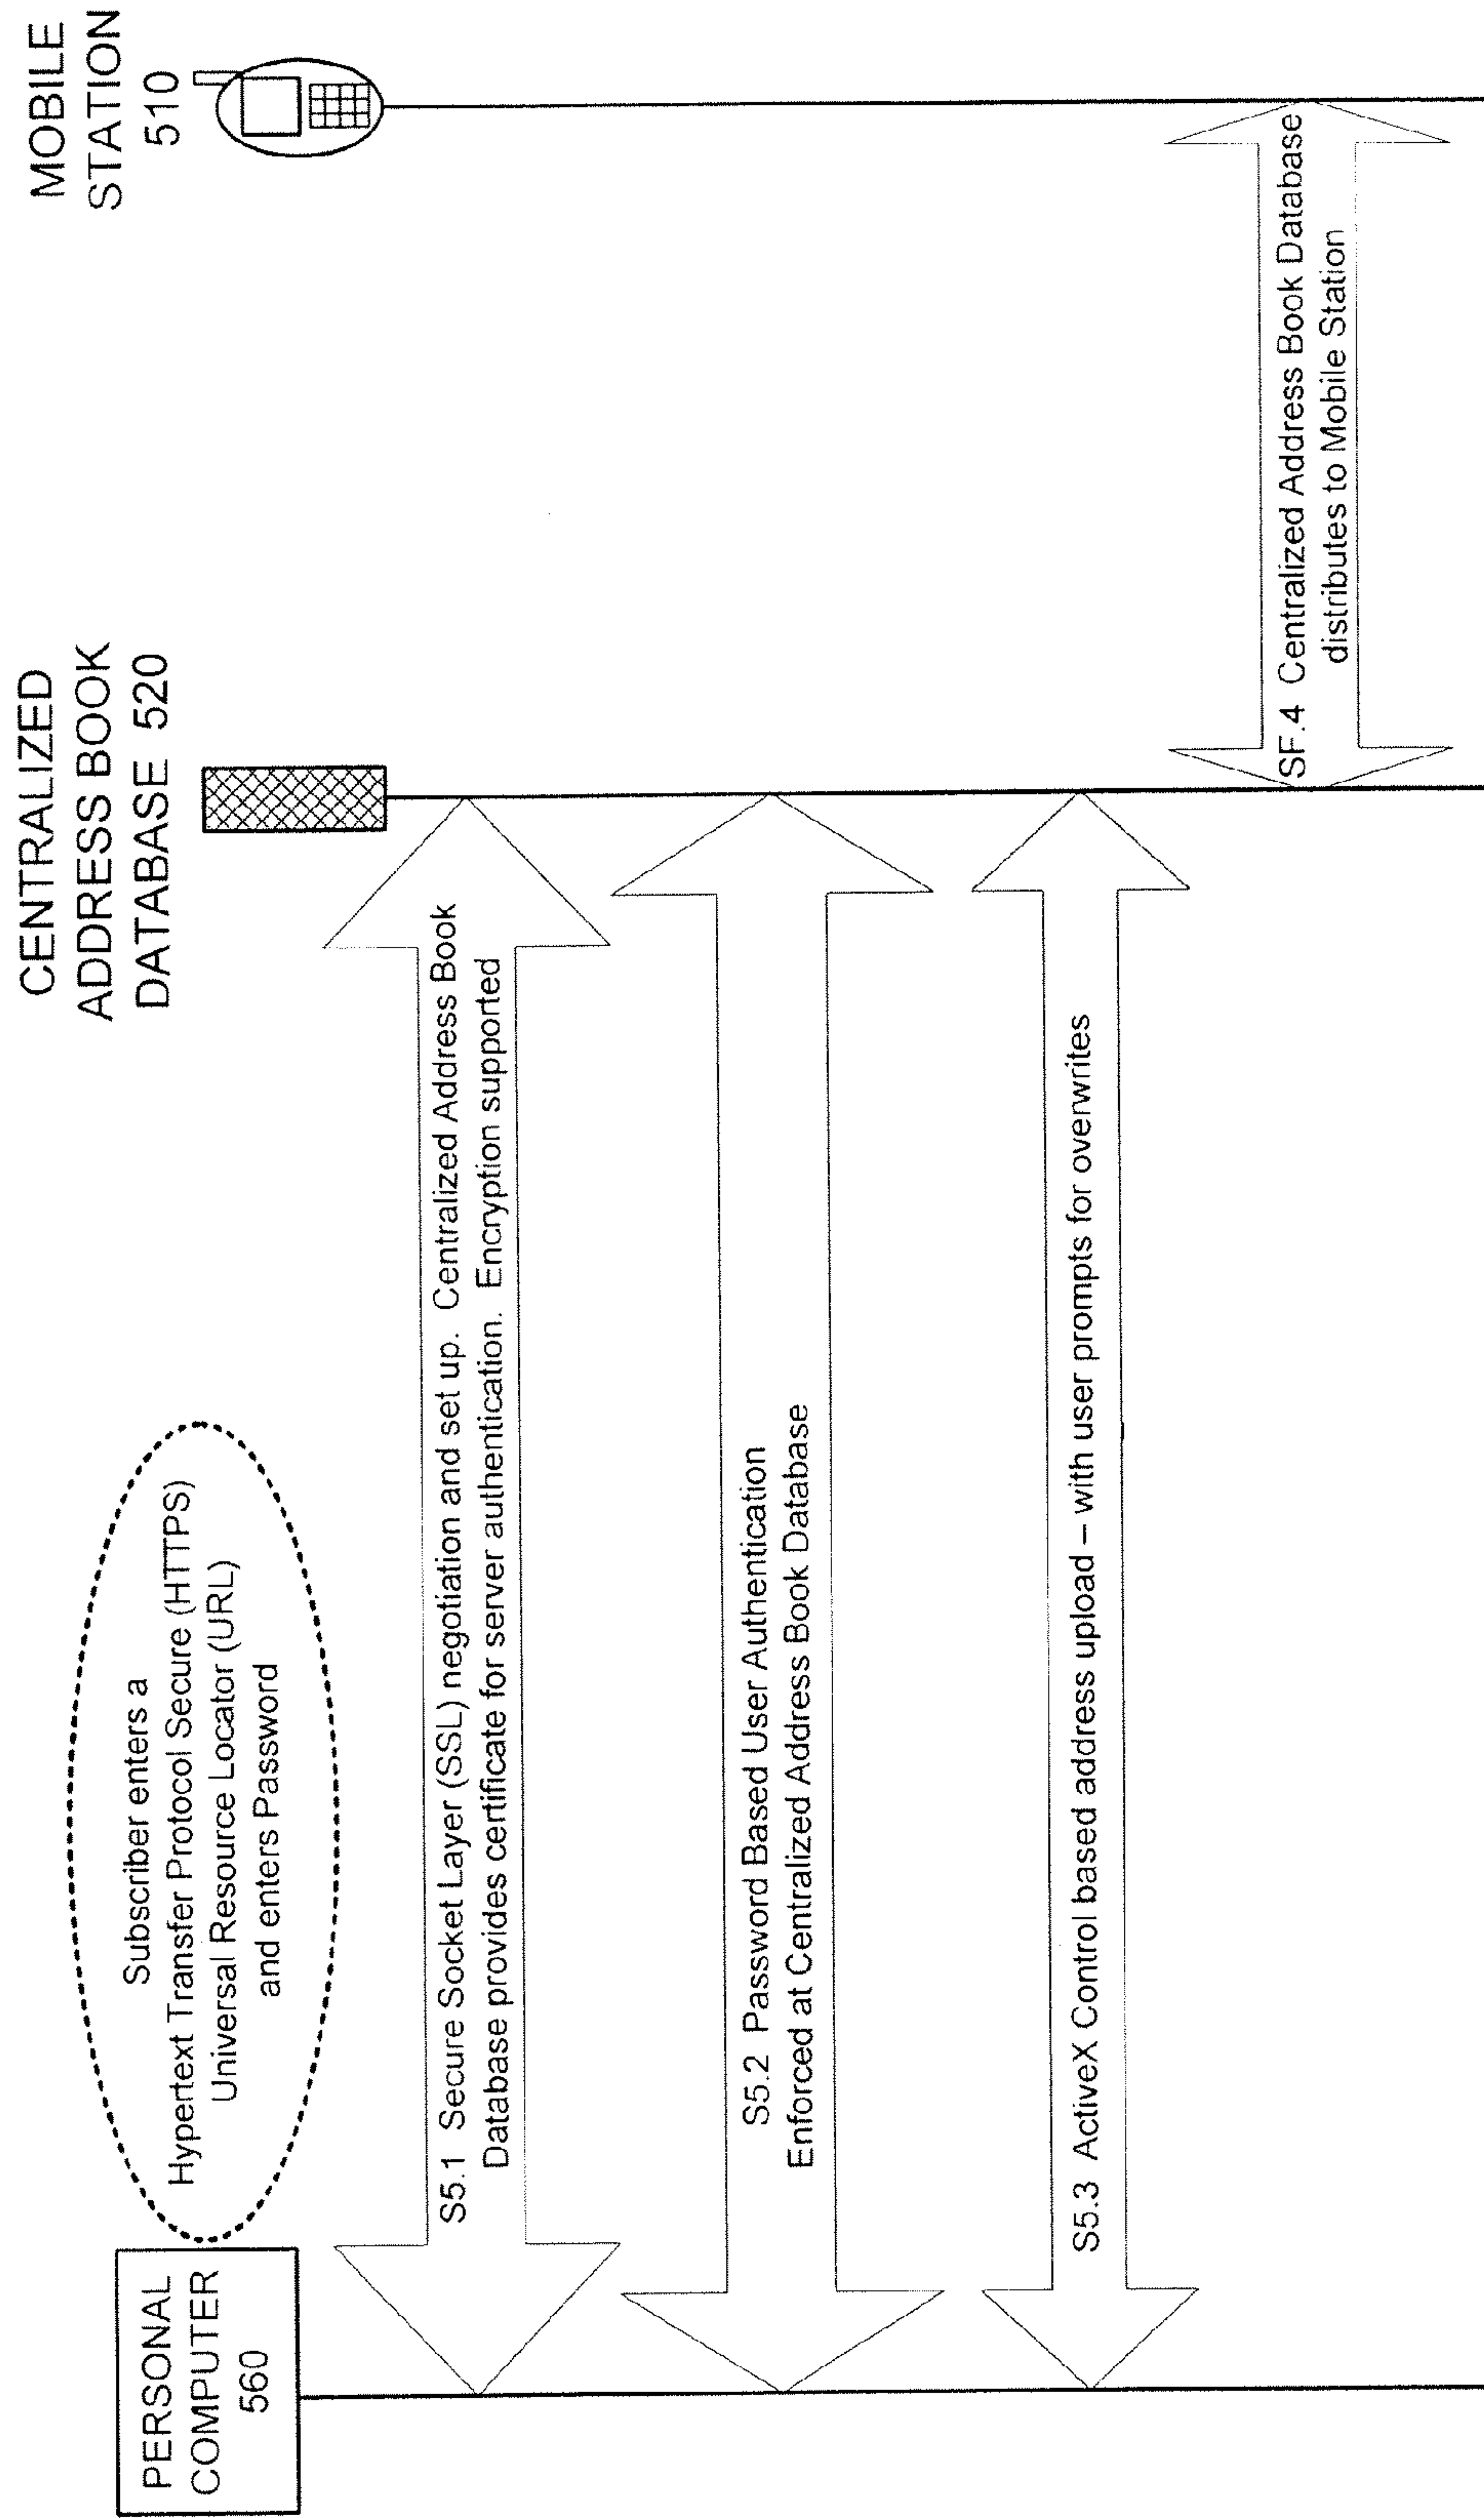 PERSONAL
COMPUTER
560
Subscriber enters a
Hypertext Transfer Protocol Secure (HTTPS)
Universal Resource Locator (URL)
and enters Password
CENTRALIZED
ADDRESS BOOK
DATABASE 520
MOBILE
STATION
510
S5.1 Secure Socket Layer (SSL) negotiation and set up. Centralized Address Book
Database provides certificate for server authentication. Encryption supported
S5.2 Password Based User Authentication
Enforced at Centralized Address Book Database
S5.3 ActiveX Control based address upload – with user prompts for overwrites
SF.4 Centralized Address Book Database
distributes to Mobile Station